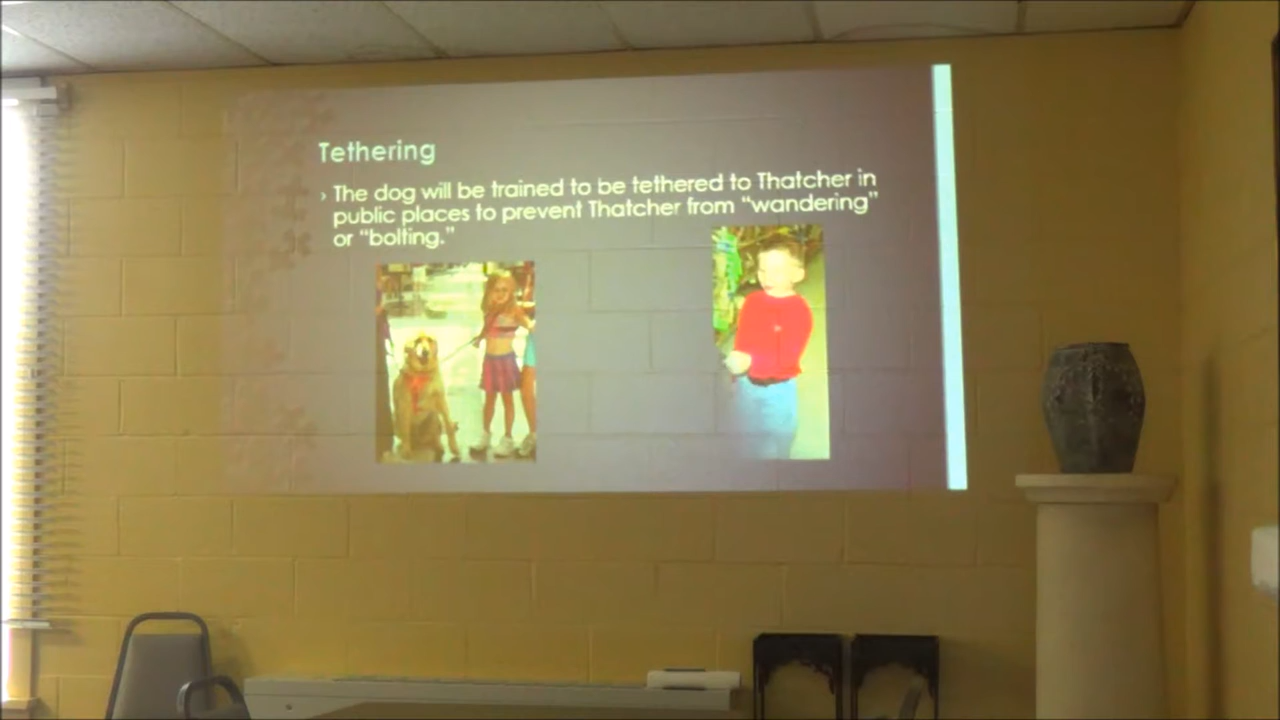 Tethering
› The dog will be trained to be tethered to Thatcher in
public places to prevent Thatcher from “wandering”
or “bolting.”